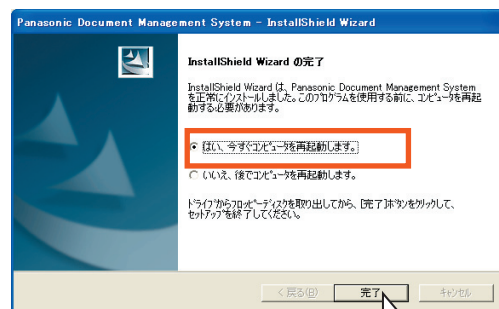 Panasonic Document Management System - InstallShield Wizard
InstallShield Wizard の完了
InstallShield Wizard は、Panasonic Document Management System
を正常にインストールしました。このプログラムを使用する前に、コンピュータを再起
動する必要があります。
はい、今すぐコンピュータを再起動します。
いいえ、後でコンピュータを再起動します。
ドライブからフロッピーディスクを取り出してから、[完了]ボタンをクリックして、
セットアップを終了してください。
< 戻る(B)
完了
キャンセル